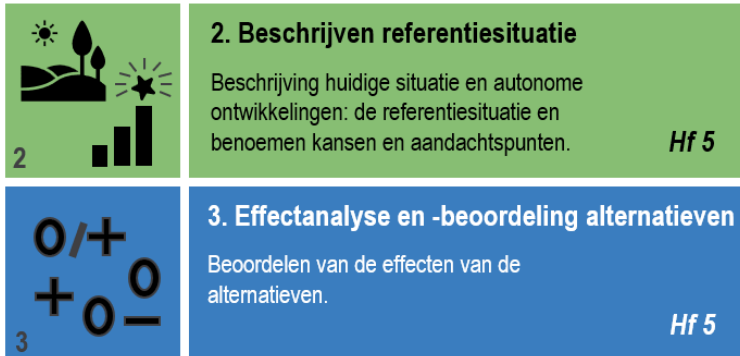 2. Beschrijven referentiesituatie
Beschrijving huidige situatie en autonome
ontwikkelingen: de referentiesituatie en
benoemen kansen en aandachtspunten.
Hf 5
2
3. Effectanalyse en -beoordeling alternatieven
Beoordelen van de effecten van de
alternatieven.
Hf 5
0/+
+ 0 0 –
3